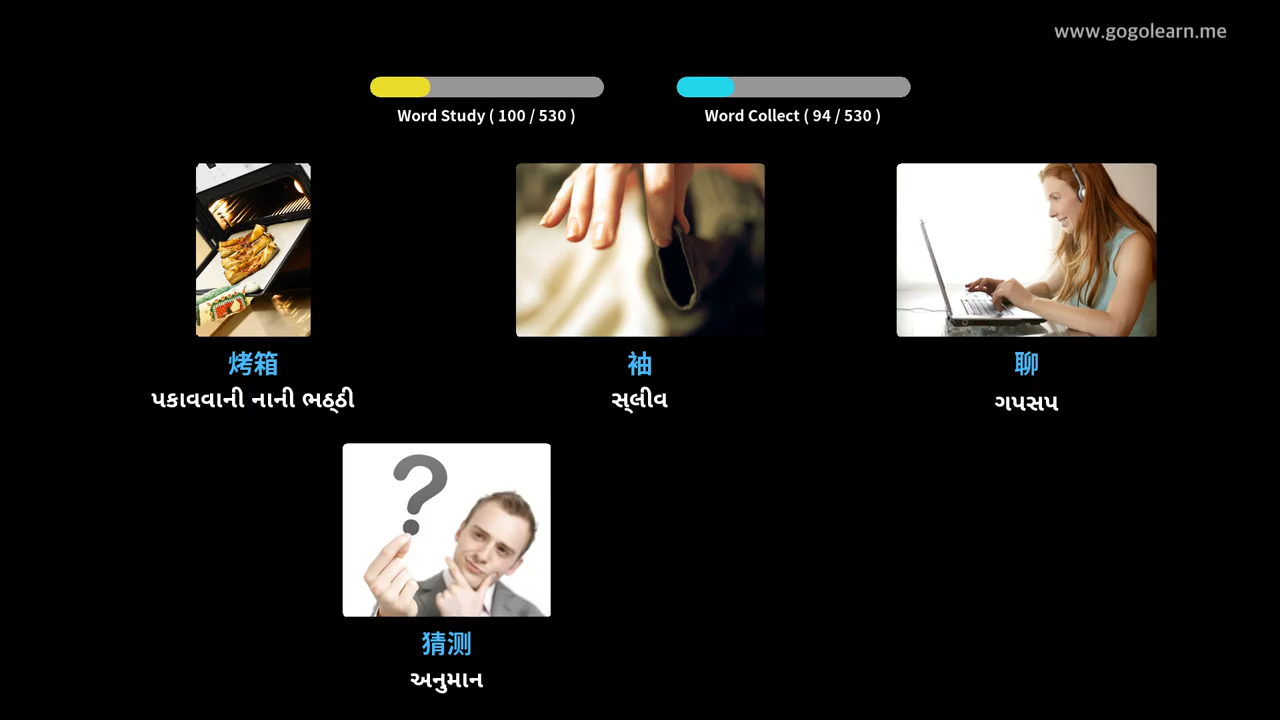 www.gogolearn.me
Word Study ( 100 / 530 )
Word Collect ( 94 / 530 )
烤箱
પકાવવાની નાની ભઠ્ઠી
袖
સ્લીવ
聊
ગપસપ
猜测
અનુમાન